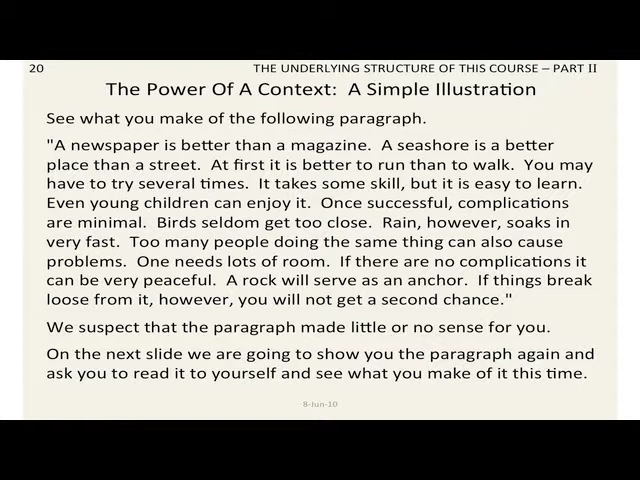 20 THE UNDERLYING STRUCTURE OF THIS COURSE – PART II
The Power Of A Context:  A Simple Illustration
See what you make of the following paragraph.
"A newspaper is better than a magazine.  A seashore is a better
place than a street.  At first it is better to run than to walk.  You may
have to try several times.  It takes some skill, but it is easy to learn.
Even young children can enjoy it.  Once successful, complications
are minimal.  Birds seldom get too close.  Rain, however, soaks in
very fast.  Too many people doing the same thing can also cause
problems.  One needs lots of room.  If there are no complications it
can be very peaceful.  A rock will serve as an anchor.  If things break
loose from it, however, you will not get a second chance."
We suspect that the paragraph made little or no sense for you.
On the next slide we are going to show you the paragraph again and
ask you to read it to yourself and see what you make of it this time.
8-Jun-10